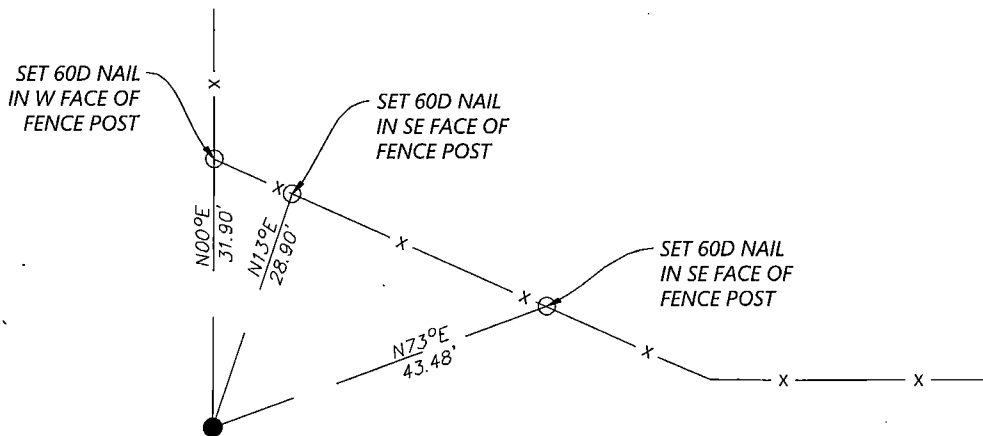 SET 60D NAIL
IN W FACE OF
FENCE POST
SET 60D NAIL
IN SE FACE OF
FENCE POST
SET 60D NAIL
IN SE FACE OF
FENCE POST
N00°E
31.90'
N13°E
28.90'
N73°E
43.48'
X
X
X
X
X
X
X